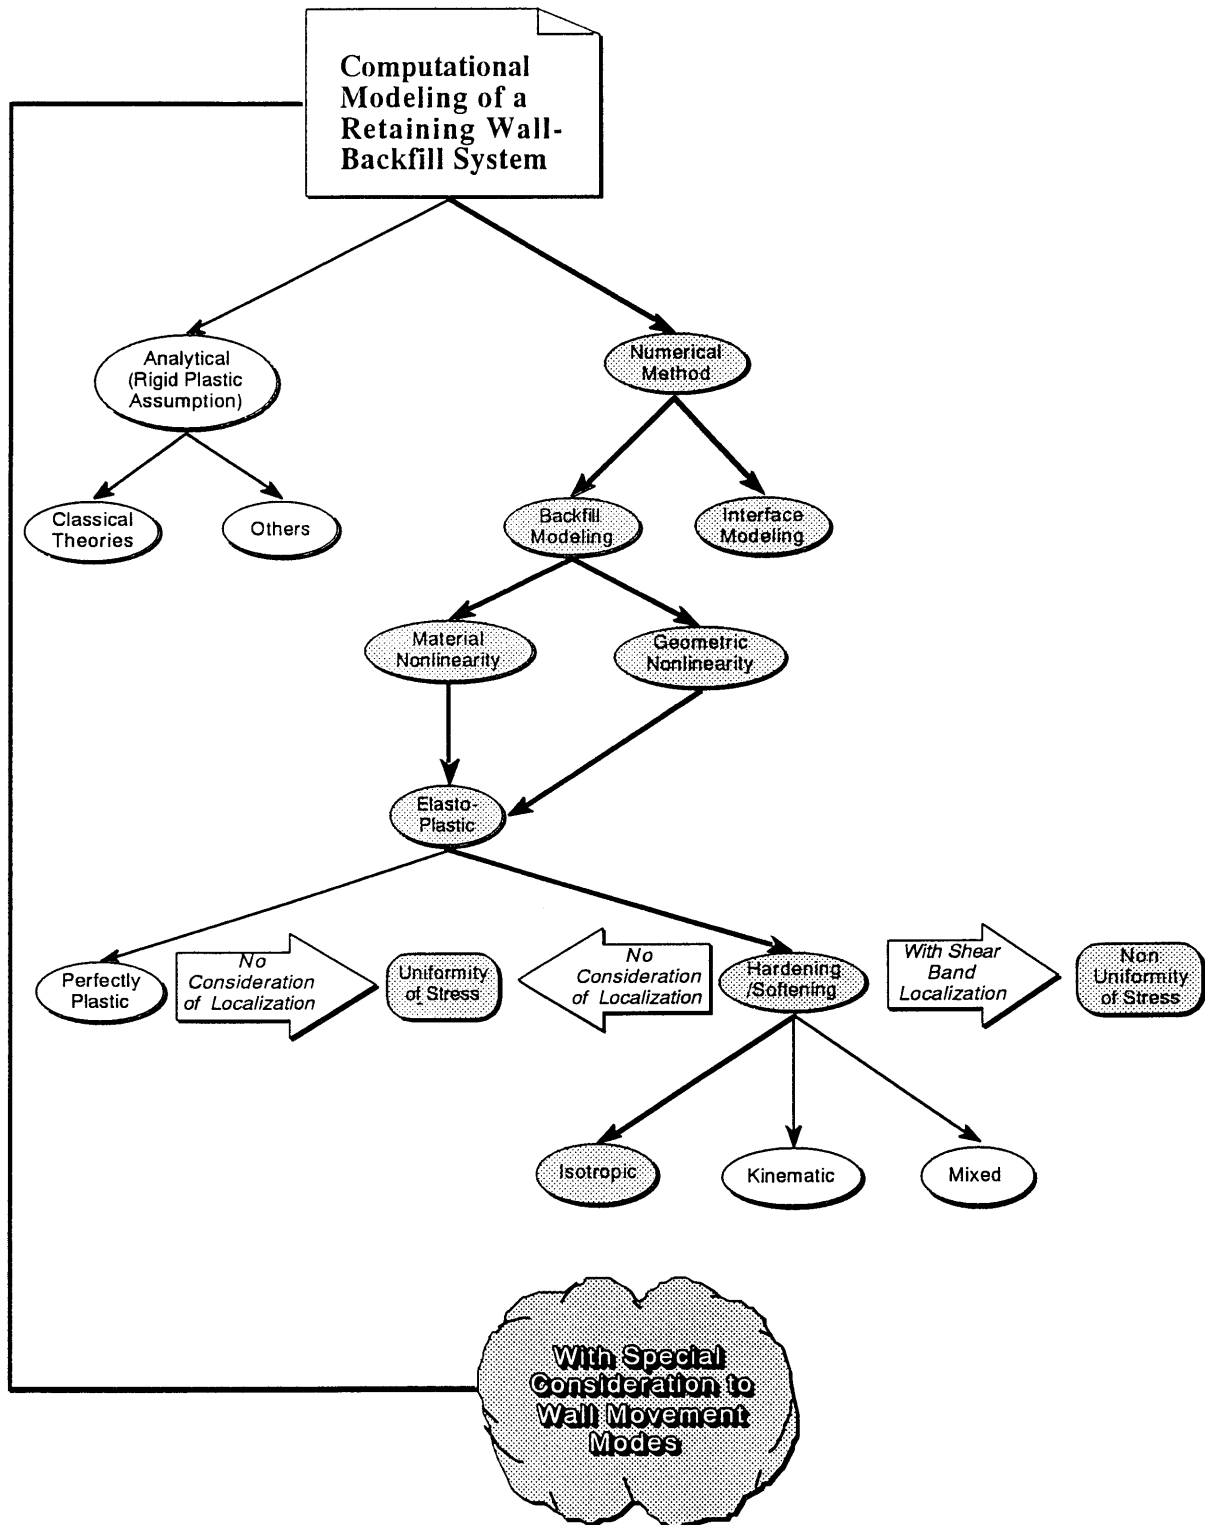 Computational
Modeling of a
Retaining Wall-
Backfill System
Analytical
(Rigid Plastic
Assumption)
Numerical
Method
Classical
Theories
Others
Backfill
Modeling
Interface
Modeling
Material
Nonlinearity
Geometric
Nonlinearity
Elasto-
Plastic
Perfectly
Plastic
No
Consideration
of Localization
Uniformity
of Stress
No
Consideration
of Localization
Hardening
/Softening
With Shear
Band
Localization
Non
Uniformity
of Stress
Isotropic
Kinematic
Mixed
With Special
Consideration to
Wall Movement
Modes